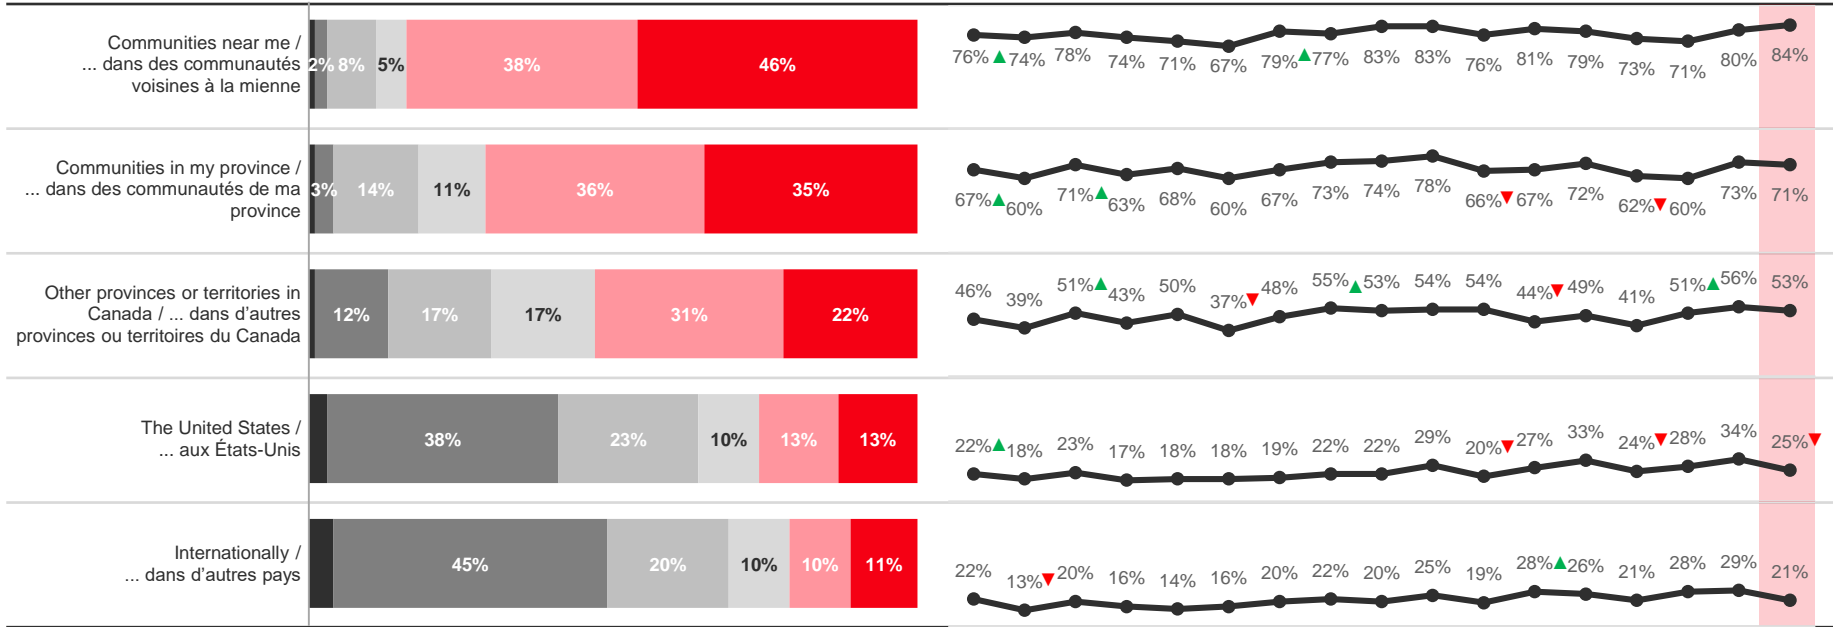 Communities near me /
... dans des communautés
voisines à la mienne
2% 8% 5% 38% 46%
76% 74% 78% 74% 71% 67% 79% 77% 83% 83% 76% 81% 79% 73% 71% 80% 84%
Communities in my province /
... dans des communautés de ma
province
3% 14% 11% 36% 35%
67% 60% 71% 63% 68% 60% 67% 73% 74% 78% 66% 67% 72% 62% 60% 73% 71%
Other provinces or territories in
Canada / ... dans d'autres
provinces ou territoires du Canada
12% 17% 17% 31% 22%
46% 39% 51% 43% 50% 37% 48% 55% 53% 54% 54% 44% 49% 41% 51% 56% 53%
The United States /
... aux États-Unis
38% 23% 10% 13% 13%
22% 18% 23% 17% 18% 18% 19% 22% 22% 29% 20% 27% 33% 24% 28% 34% 25%
Internationally /
... dans d'autres pays
45% 20% 10% 10% 11%
22% 13% 20% 16% 14% 16% 20% 22% 20% 25% 19% 28% 26% 21% 28% 29% 21%